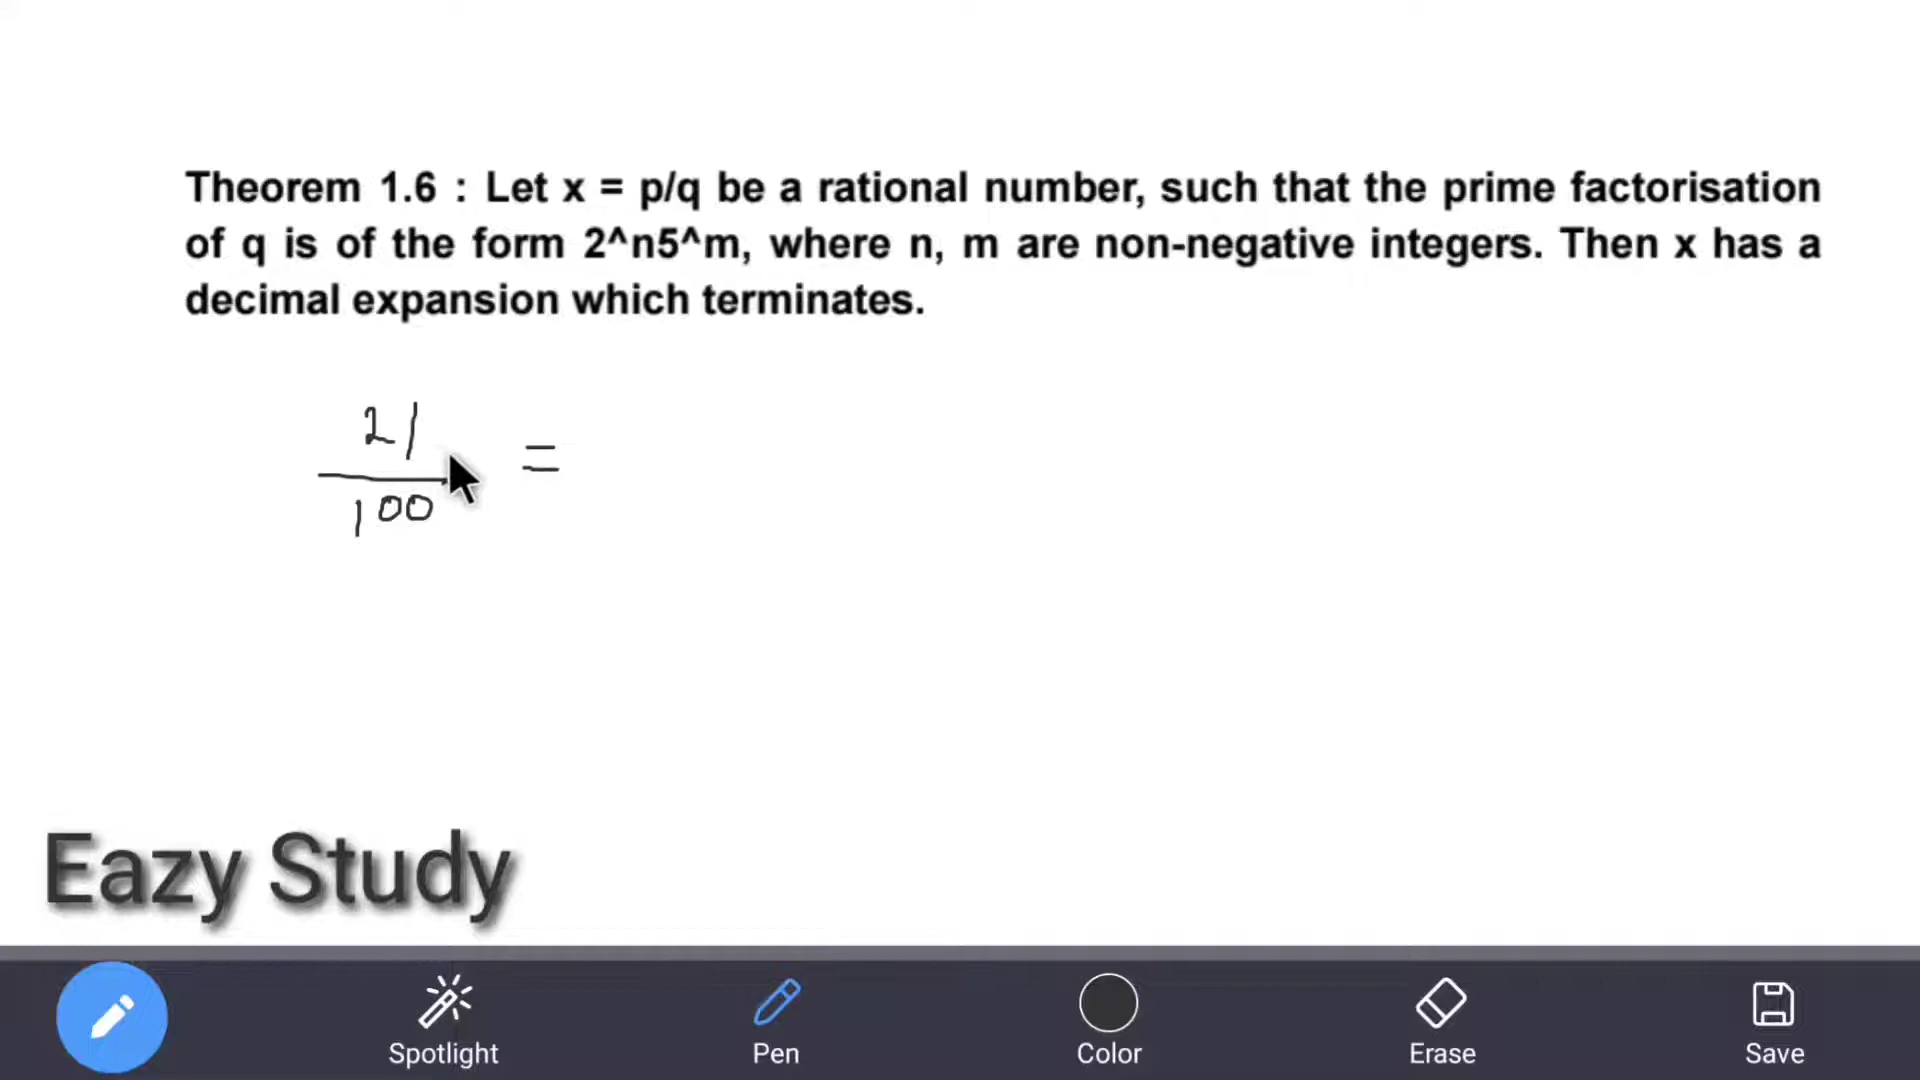 Theorem 1.6 : Let x = p/q be a rational number, such that the prime factorisation
of q is of the form 2^n5^m, where n, m are non-negative integers. Then x has a
decimal expansion which terminates.
21
100
=
Eazy Study
Spotlight
Pen
Color
Erase
Save